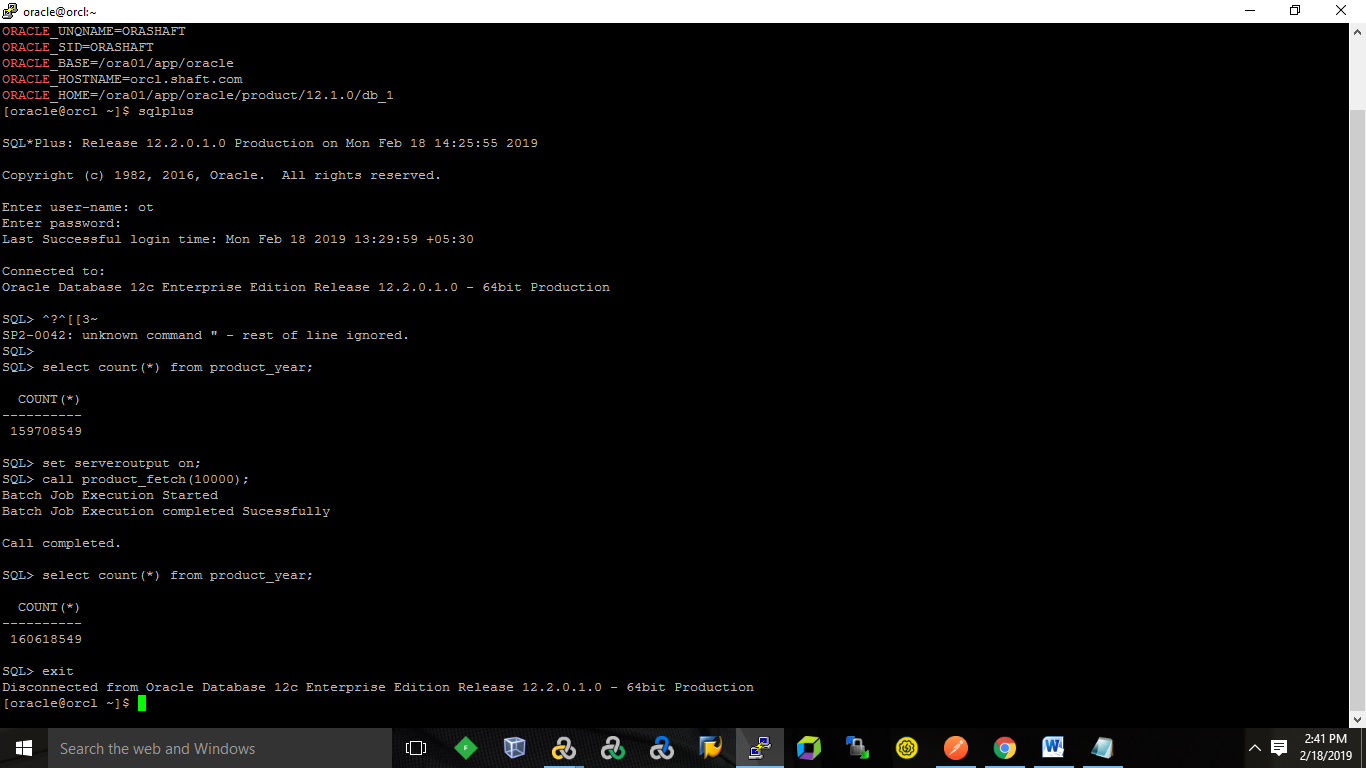 oracle@orcl:~
ORACLE_UNQNAME=ORASHAFT
ORACLE_SID=ORASHAFT
ORACLE_BASE=/ora01/app/oracle
ORACLE_HOSTNAME=orcl.shaft.com
ORACLE_HOME=/ora01/app/oracle/product/12.1.0/db_1
[oracle@orcl ~]$ sqlplus
SQL*Plus: Release 12.2.0.1.0 Production on Mon Feb 18 14:25:55 2019
Copyright (c) 1982, 2016, Oracle.  All rights reserved.
Enter user-name: ot
Enter password:
Last Successful login time: Mon Feb 18 2019 13:29:59 +05:30
Connected to:
Oracle Database 12c Enterprise Edition Release 12.2.0.1.0 - 64bit Production
SQL> ^?^[[3~
SP2-0042: unknown command " - rest of line ignored.
SQL>
SQL> select count(*) from product_year;
COUNT(*)
----------
159708549
SQL> set serveroutput on;
SQL> call product_fetch(10000);
Batch Job Execution Started
Batch Job Execution completed Sucessfully
Call completed.
SQL> select count(*) from product_year;
COUNT(*)
----------
160618549
SQL> exit
Disconnected from Oracle Database 12c Enterprise Edition Release 12.2.0.1.0 - 64bit Production
[oracle@orcl ~]$
Search the web and Windows
2:41 PM
2/18/2019